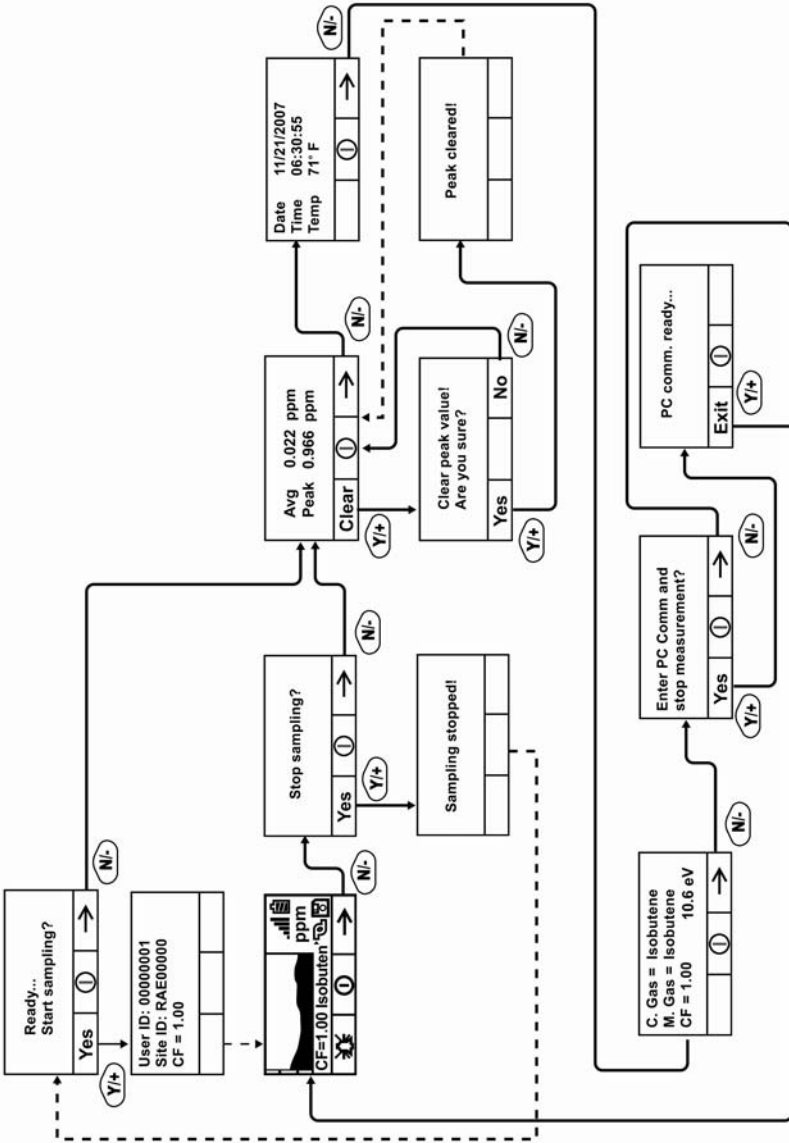 Ready...
Start sampling?
Yes
Y/+
N/-
User ID: 00000001
Site ID: RAE00000
CF = 1.00
ppm
CF=1.00 Isobuten
N/-
Stop sampling?
Yes
Y/+
N/-
Sampling stopped!
Avg 0.022 ppm
Peak 0.966 ppm
Clear
Y/+
N/-
Clear peak value!
Are you sure?
Yes No
Y/+
N/-
Date 11/21/2007
Time 06:30:55
Temp 71° F
N/-
Peak cleared!
C. Gas = Isobutene
M. Gas = Isobutene
CF = 1.00 10.6 eV
N/-
Enter PC Comm and
stop measurement?
Yes
Y/+
N/-
PC comm. ready...
Exit
Y/+